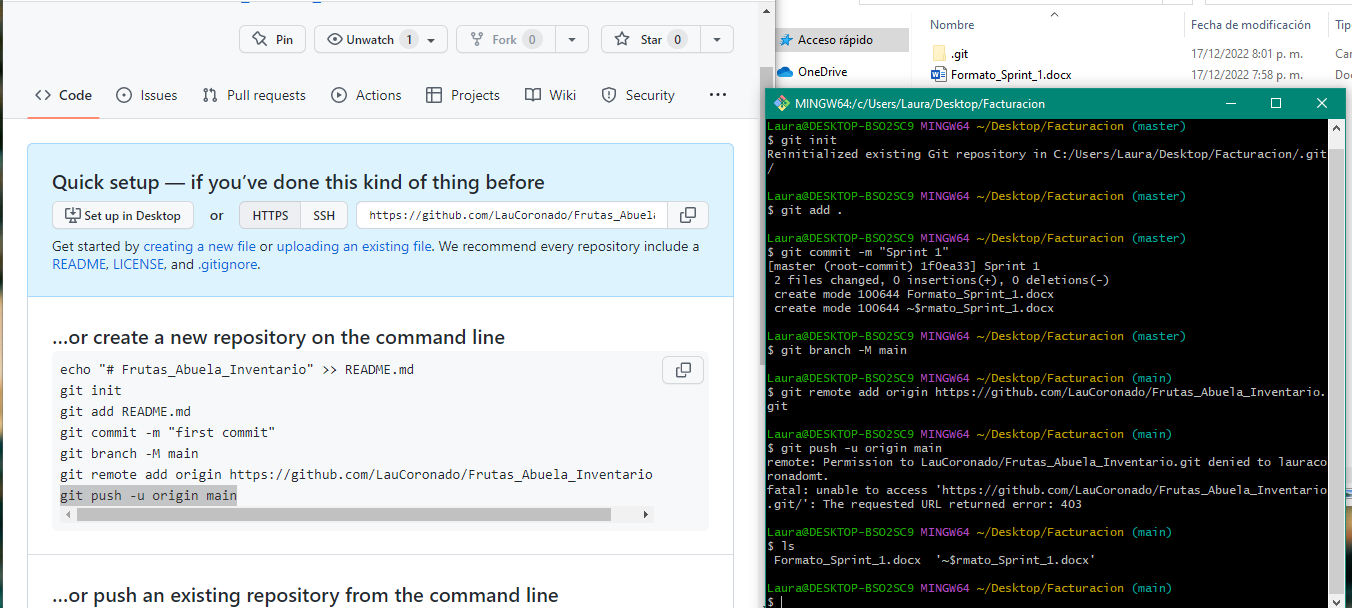 Pin
Unwatch 1
Fork 0
Star 0
Code
Issues
Pull requests
Actions
Projects
Wiki
Security
Quick setup — if you've done this kind of thing before
Set up in Desktop or HTTPS SSH https://github.com/LauCoronado/Frutas_Abuela
Get started by creating a new file or uploading an existing file. We recommend every repository include a
README, LICENSE, and .gitignore.
...or create a new repository on the command line
echo "# Frutas_Abuela_Inventario" >> README.md
git init
git add README.md
git commit -m "first commit"
git branch -M main
git remote add origin https://github.com/LauCoronado/Frutas_Abuela_Inventario
git push -u origin main
...or push an existing repository from the command line
Acceso rápido
OneDrive
Nombre Fecha de modificación
.git 17/12/2022 8:01 p. m.
Formato_Sprint_1.docx 17/12/2022 7:58 p. m.
MINGW64:/c/Users/Laura/Desktop/Facturacion
Laura@DESKTOP-BSO2SC9 MINGW64 ~/Desktop/Facturacion (master)
$ git init
Reinitialized existing Git repository in C:/Users/Laura/Desktop/Facturacion/.git
/
Laura@DESKTOP-BSO2SC9 MINGW64 ~/Desktop/Facturacion (master)
$ git add .
Laura@DESKTOP-BSO2SC9 MINGW64 ~/Desktop/Facturacion (master)
$ git commit -m "Sprint 1"
[master (root-commit) 1f0ea33] Sprint 1
2 files changed, 0 insertions(+), 0 deletions(-)
create mode 100644 Formato_Sprint_1.docx
create mode 100644 ~$rmato_Sprint_1.docx
Laura@DESKTOP-BSO2SC9 MINGW64 ~/Desktop/Facturacion (master)
$ git branch -M main
Laura@DESKTOP-BSO2SC9 MINGW64 ~/Desktop/Facturacion (main)
$ git remote add origin https://github.com/LauCoronado/Frutas_Abuela_Inventario.
git
Laura@DESKTOP-BSO2SC9 MINGW64 ~/Desktop/Facturacion (main)
$ git push -u origin main
remote: Permission to LauCoronado/Frutas_Abuela_Inventario.git denied to lauraco
ronadomt.
fatal: unable to access 'https://github.com/LauCoronado/Frutas_Abuela_Inventario
.git/': The requested URL returned error: 403
Laura@DESKTOP-BSO2SC9 MINGW64 ~/Desktop/Facturacion (main)
$ ls
Formato_Sprint_1.docx '~$rmato_Sprint_1.docx'
Laura@DESKTOP-BSO2SC9 MINGW64 ~/Desktop/Facturacion (main)
$